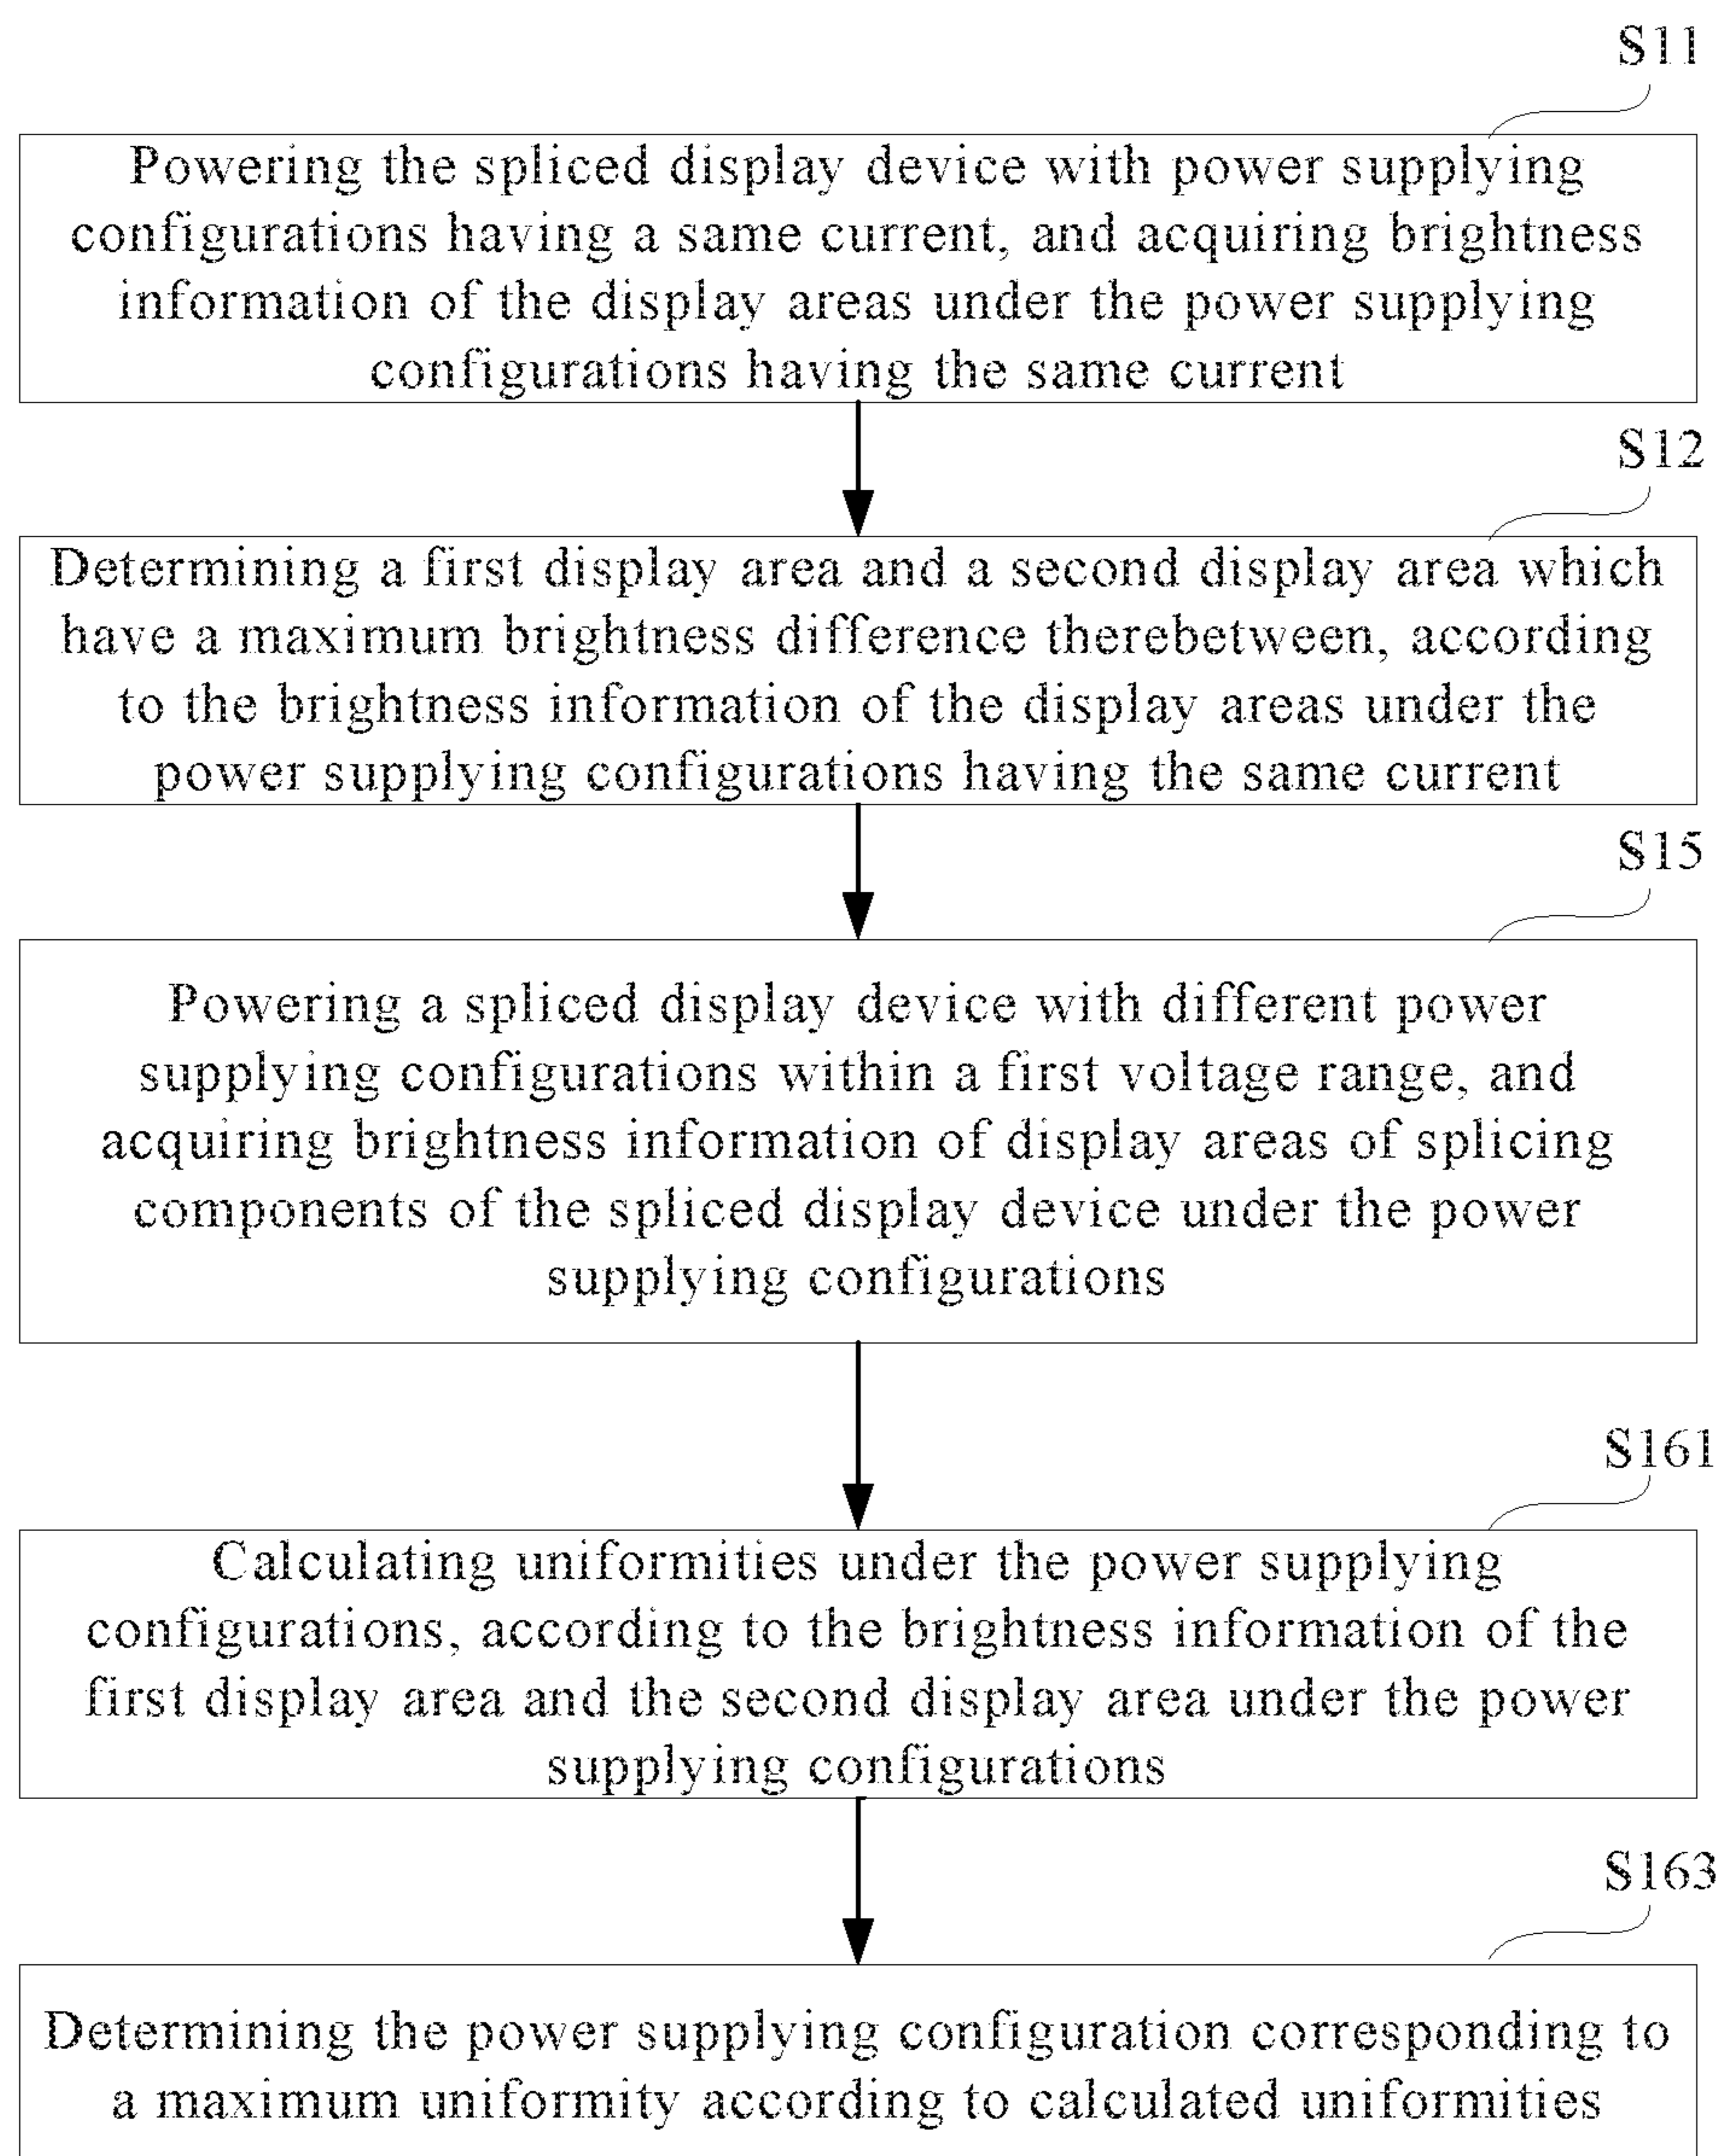 S11
Powering the spliced display device with power supplying
configurations having a same current, and acquiring brightness
information of the display areas under the power supplying
configurations having the same current
S12
Determining a first display area and a second display area which
have a maximum brightness difference therebetween, according
to the brightness information of the display areas under the
power supplying configurations having the same current
S15
Powering a spliced display device with different power
supplying configurations within a first voltage range, and
acquiring brightness information of display areas of splicing
components of the spliced display device under the power
supplying configurations
S161
Calculating uniformities under the power supplying
configurations, according to the brightness information of the
first display area and the second display area under the power
supplying configurations
S163
Determining the power supplying configuration corresponding to
a maximum uniformity according to calculated uniformities